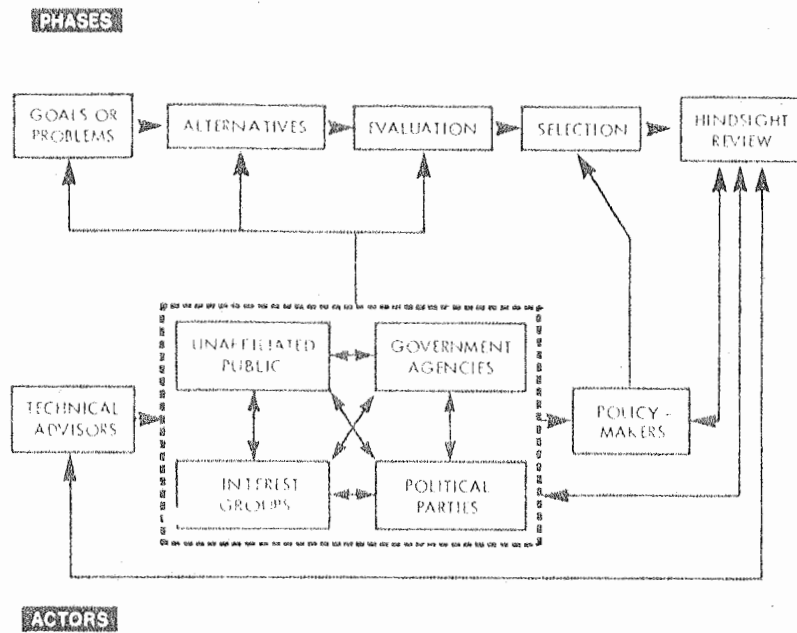 PHASES
GOALS OR
PROBLEMS
ALTERNATIVES
EVALUATION
SELECTION
HINDSIGHT
REVIEW
UNAFFILIATED
PUBLIC
GOVERNMENT
AGENCIES
TECHNICAL
ADVISORS
POLICY -
MAKERS
INTEREST
GROUPS
POLITICAL
PARTIES
ACTORS